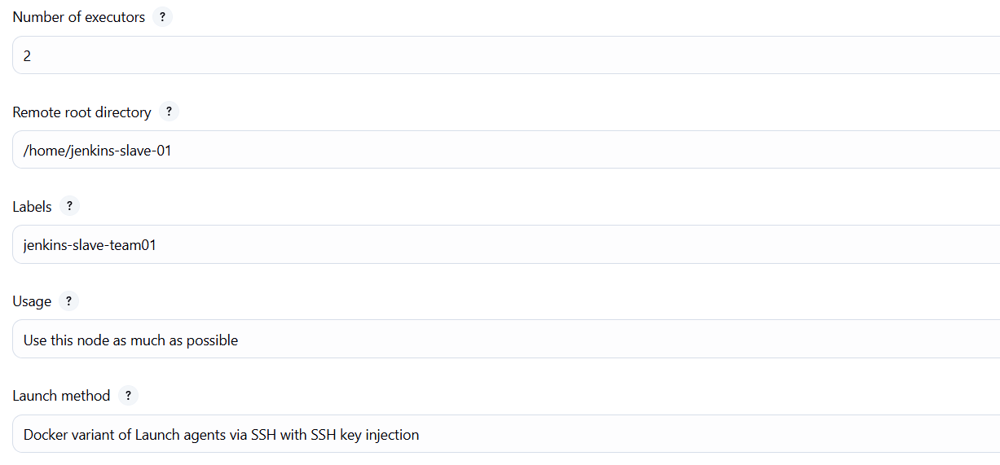 Number of executors ?
2
Remote root directory ?
/home/jenkins-slave-01
Labels ?
jenkins-slave-team01
Usage ?
Use this node as much as possible
Launch method ?
Docker variant of Launch agents via SSH with SSH key injection